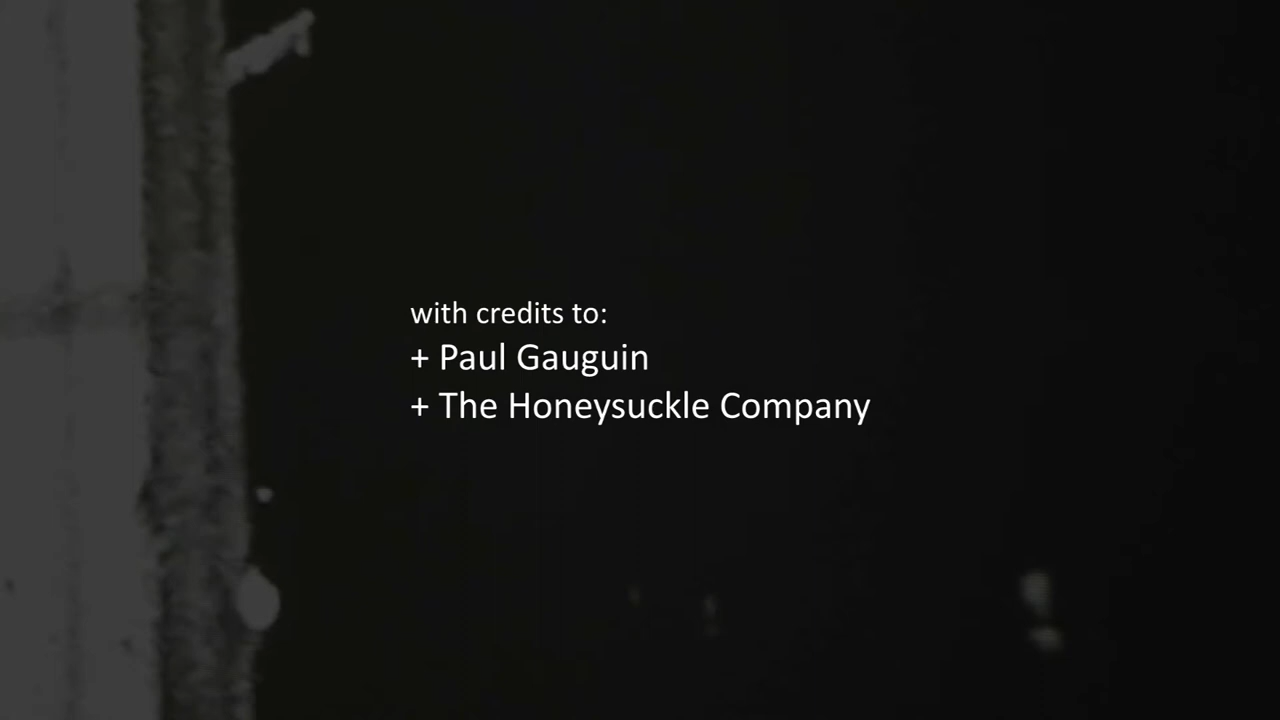 with credits to:
+ Paul Gauguin
+ The Honeysuckle Company